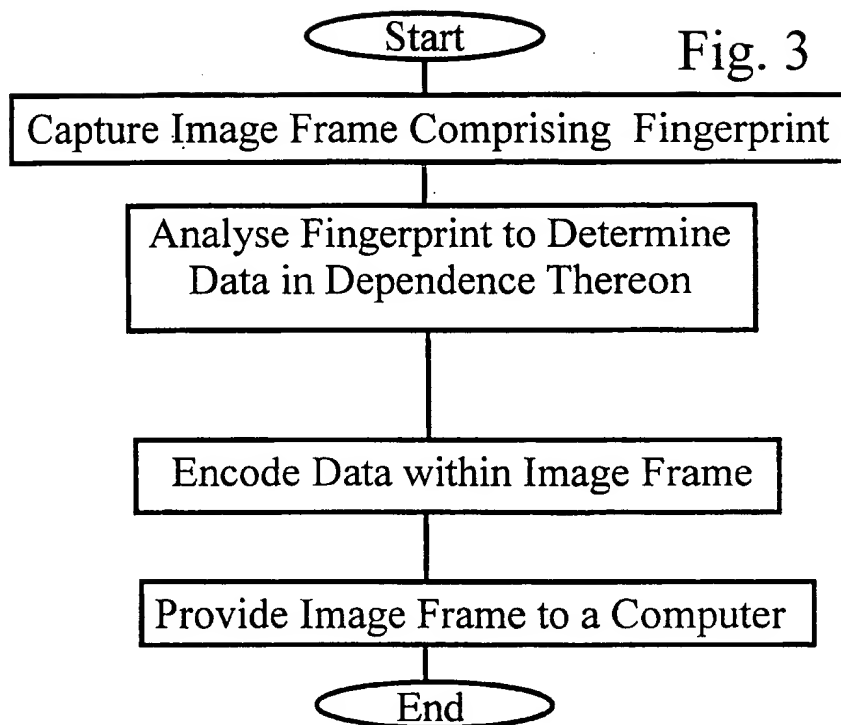 Start
Fig. 3
Capture Image Frame Comprising Fingerprint
Analyse Fingerprint to Determine
Data in Dependence Thereon
Encode Data within Image Frame
Provide Image Frame to a Computer
End